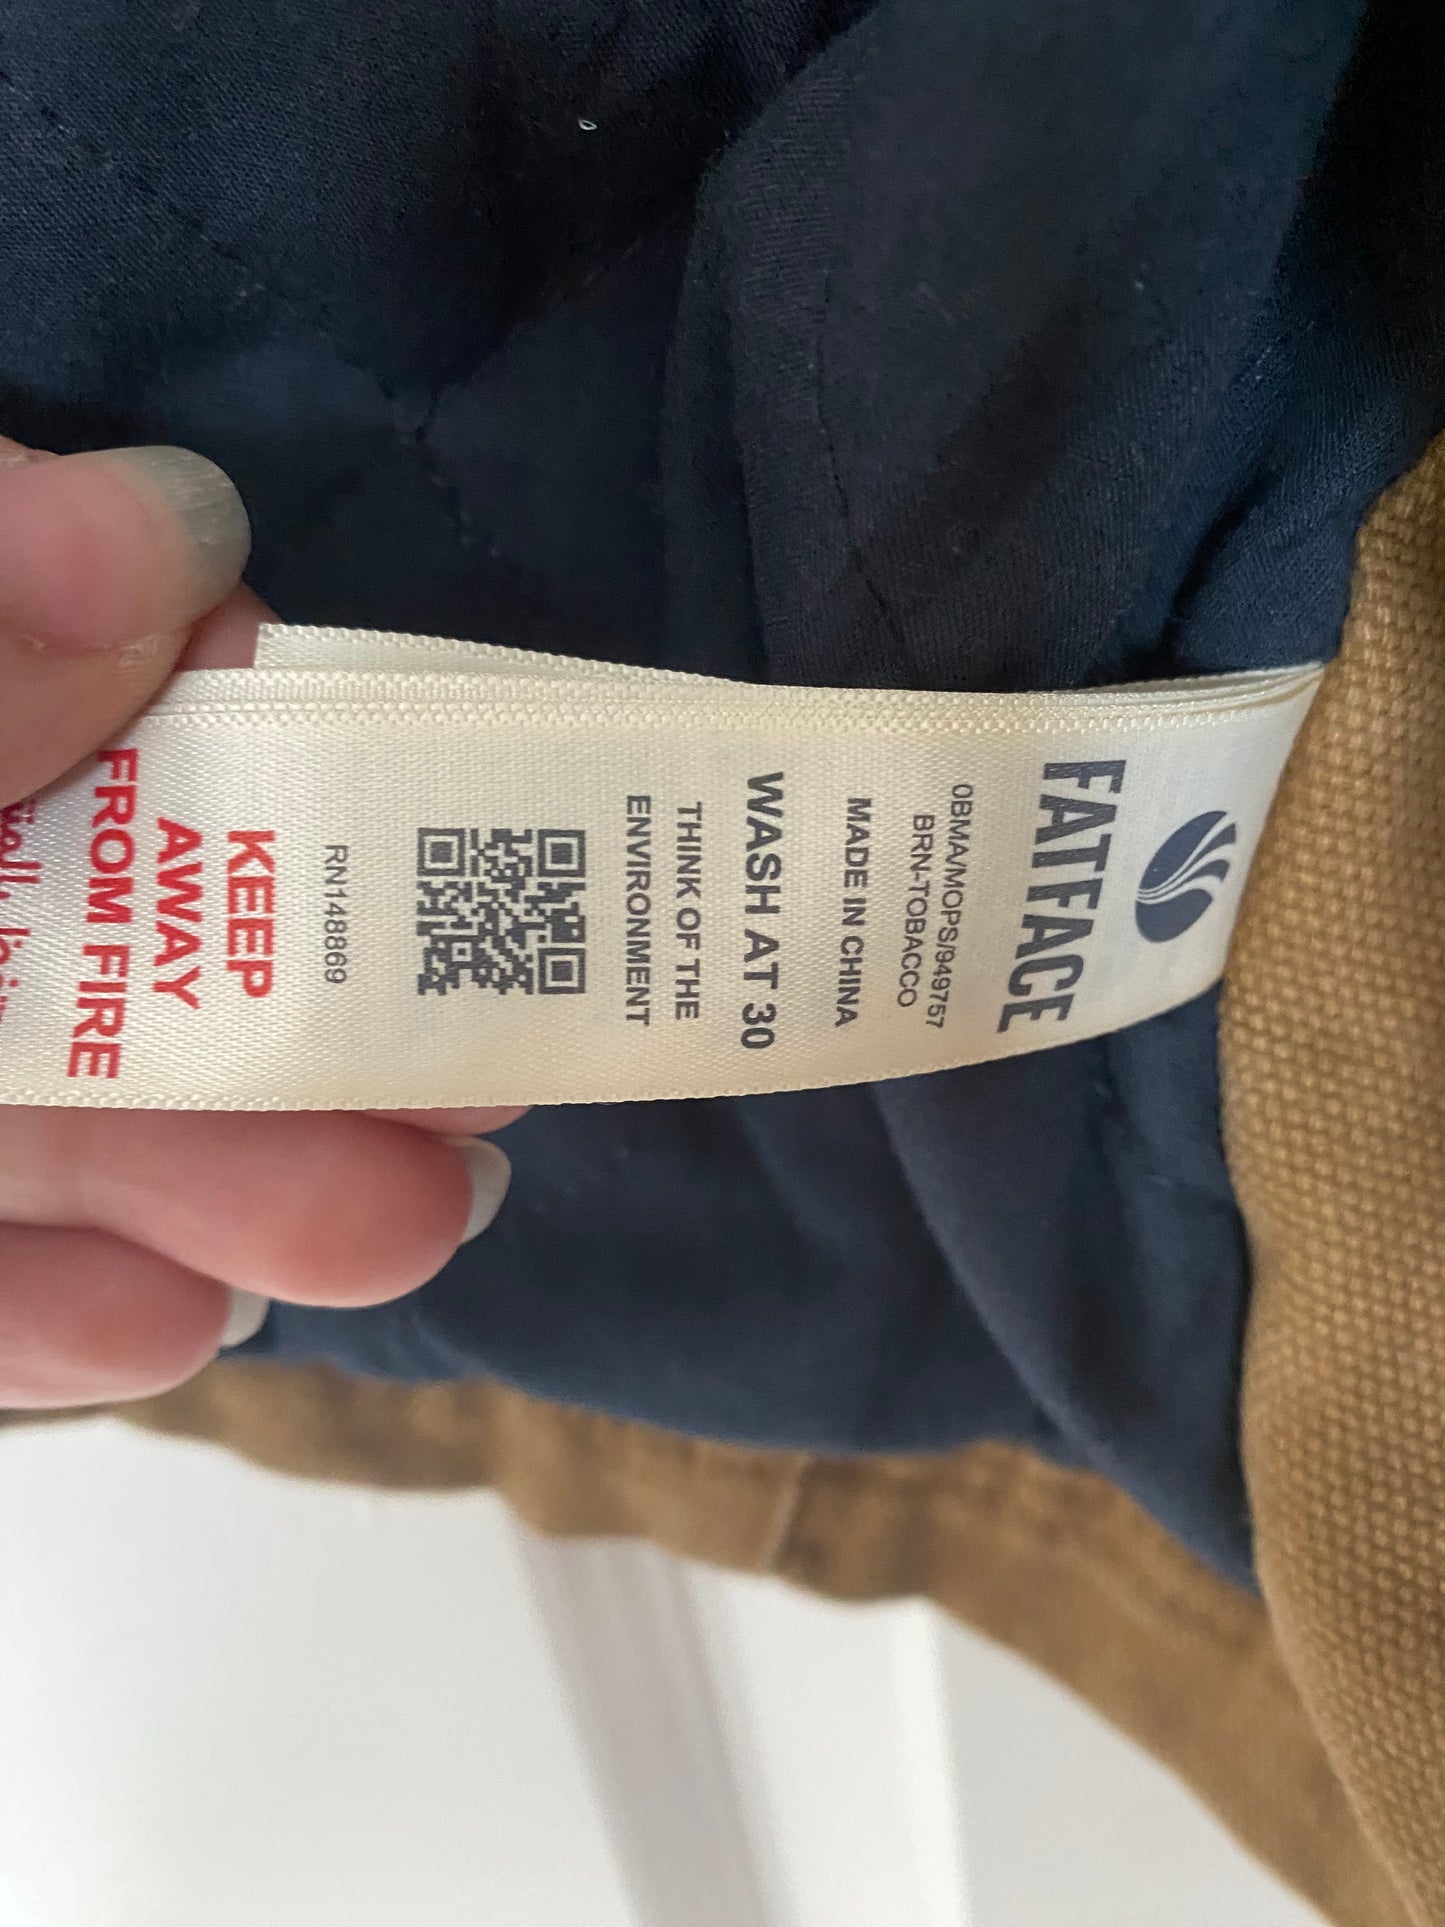 FATFACE
0BMA/MOPS/949757
BRN-TOBACCO
MADE IN CHINA
WASH AT 30
THINK OF THE
ENVIRONMENT
RN148869
KEEP
AWAY
FROM FIRE